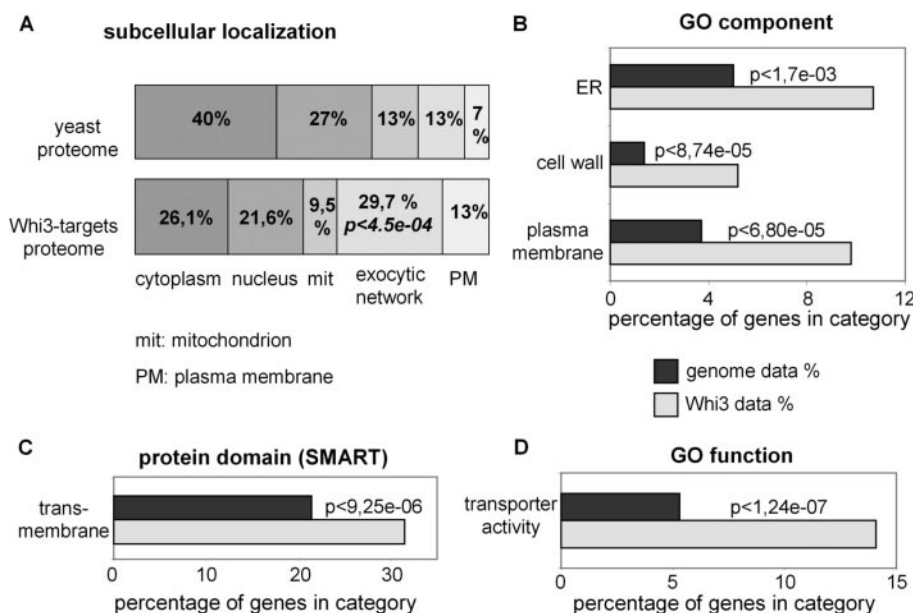 A
subcellular localization
yeast
proteome
40%
27%
13%
13%
7
%
Whi3-targets
proteome
26,1%
21,6%
9,5
%
29,7 %
p<4.5e-04
13%
cytoplasm
nucleus
mit
exocytic
network
PM
mit: mitochondrion
PM: plasma membrane
B
GO component
ER
p<1,7e-03
cell wall
p<8,74e-05
plasma
membrane
p<6,80e-05
0 4 8 12
percentage of genes in category
genome data %
Whi3 data %
C
protein domain (SMART)
trans-
membrane
p<9,25e-06
0 10 20 30
percentage of genes in category
D
GO function
transporter
activity
p<1,24e-07
0 5 10 15
percentage of genes in category